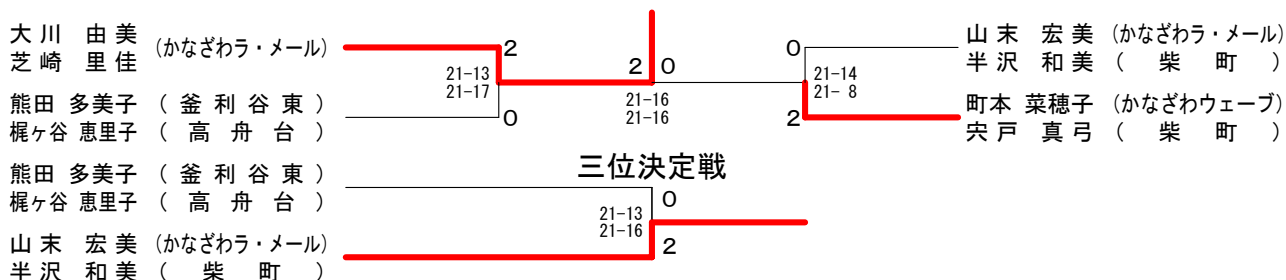 大川 由美 (かなざわラ・メール)
芝崎 里佳
熊田 多美子 (釜利谷東)
梶ヶ谷 恵里子 (高舟台)
2
21-13
21-17
0
2 0
21-16
21-16
0
21-14
21- 8
2
山末 宏美 (かなざわラ・メール)
半沢 和美 (柴町)
町本 菜穂子 (かなざわウェーブ)
宍戸 真弓 (柴町)
三位決定戦
熊田 多美子 (釜利谷東)
梶ヶ谷 恵里子 (高舟台)
山末 宏美 (かなざわラ・メール)
半沢 和美 (柴町)
0
21-13
21-16
2